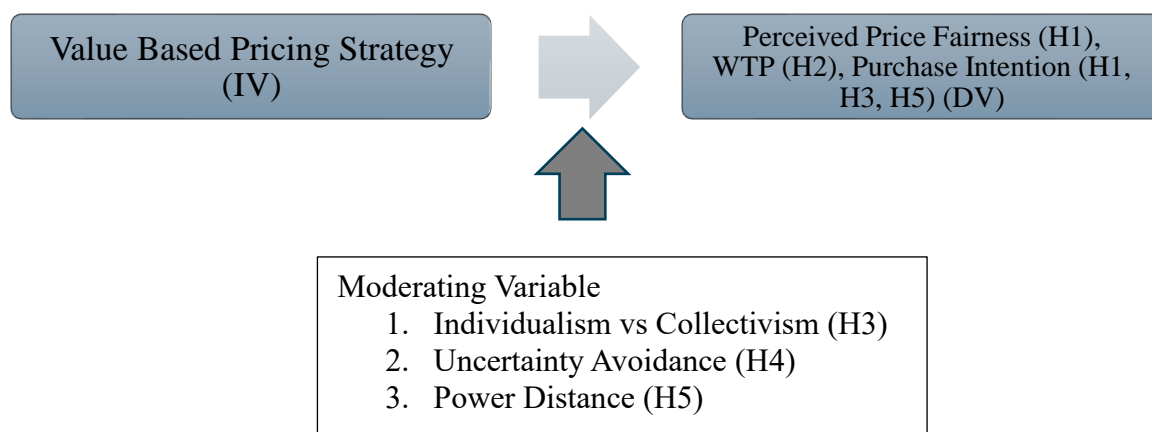 Value Based Pricing Strategy
(IV)
Perceived Price Fairness (H1),
WTP (H2), Purchase Intention (H1,
H3, H5) (DV)
Moderating Variable
1. Individualism vs Collectivism (H3)
2. Uncertainty Avoidance (H4)
3. Power Distance (H5)